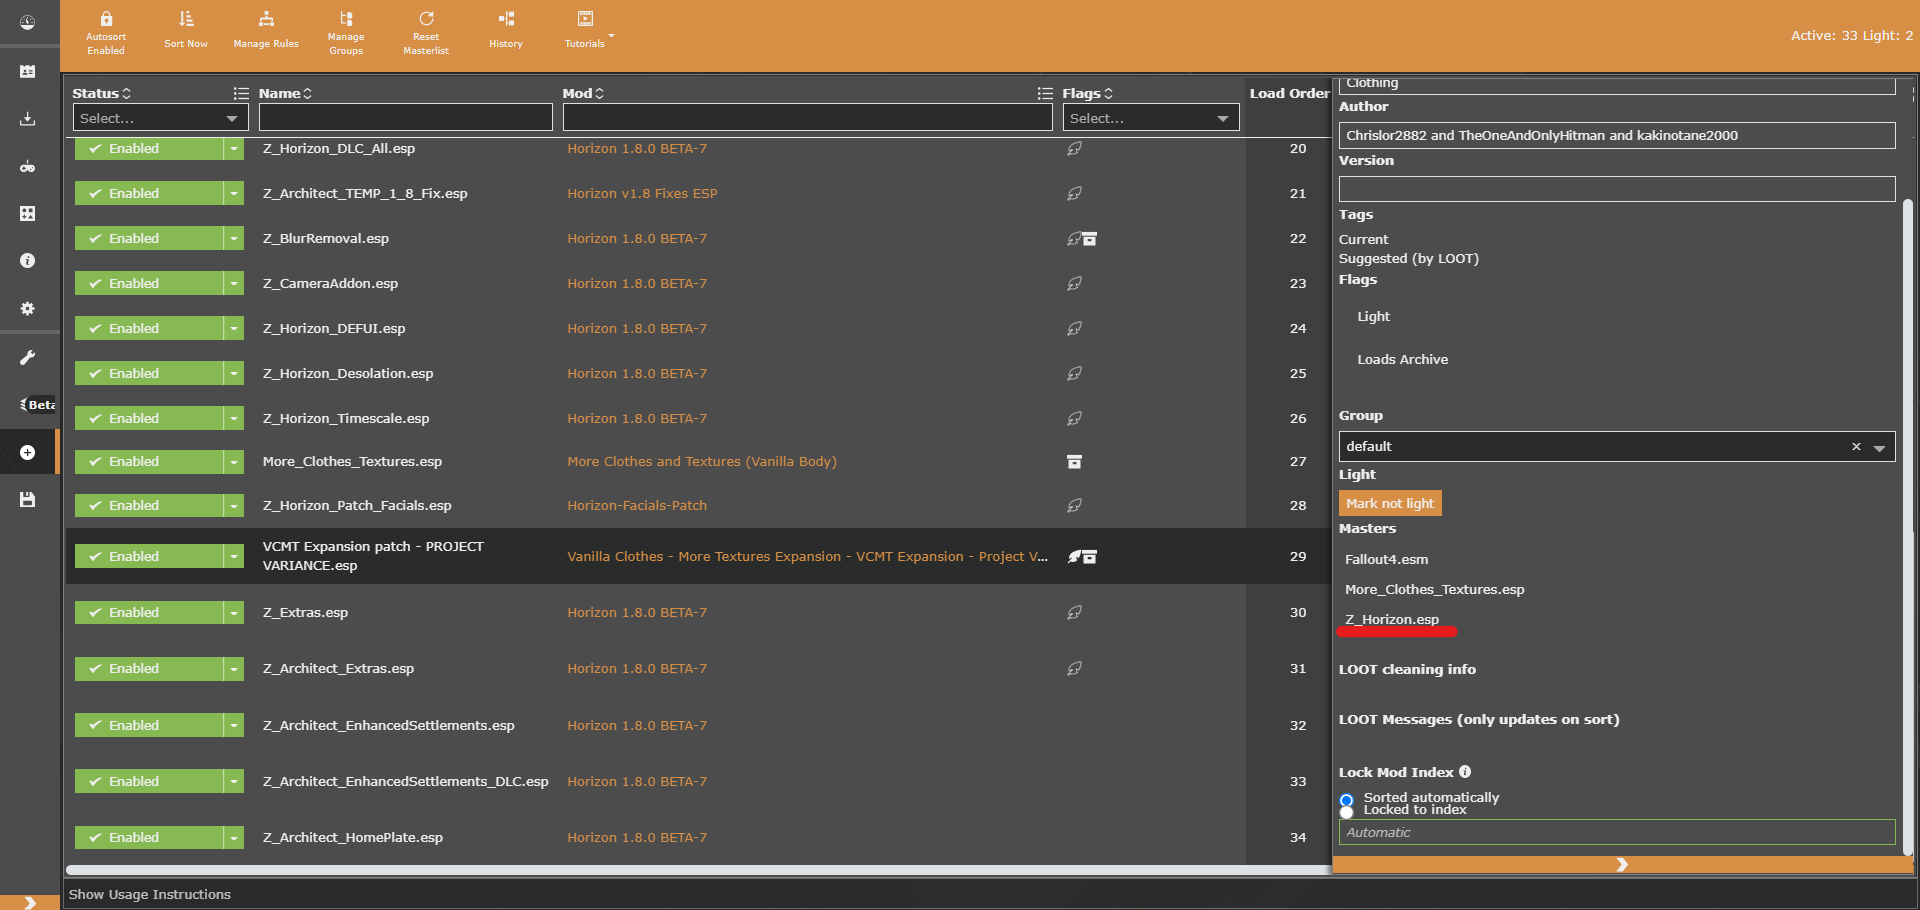 Autosort Enabled
Sort Now
Manage Rules
Manage Groups
Reset Masterlist
History
Tutorials
Active: 33 Light: 2
Beta
Status
Name
Mod
Flags
Load Order
Select...
Select...
Enabled Z_Horizon_DLC_All.esp Horizon 1.8.0 BETA-7 20
Enabled Z_Architect_TEMP_1_8_Fix.esp Horizon v1.8 Fixes ESP 21
Enabled Z_BlurRemoval.esp Horizon 1.8.0 BETA-7 22
Enabled Z_CameraAddon.esp Horizon 1.8.0 BETA-7 23
Enabled Z_Horizon_DEFUI.esp Horizon 1.8.0 BETA-7 24
Enabled Z_Horizon_Desolation.esp Horizon 1.8.0 BETA-7 25
Enabled Z_Horizon_Timescale.esp Horizon 1.8.0 BETA-7 26
Enabled More_Clothes_Textures.esp More Clothes and Textures (Vanilla Body) 27
Enabled Z_Horizon_Patch_Facials.esp Horizon-Facials-Patch 28
Enabled VCMT Expansion patch - PROJECT VARIANCE.esp Vanilla Clothes - More Textures Expansion - VCMT Expansion - Project V... 29
Enabled Z_Extras.esp Horizon 1.8.0 BETA-7 30
Enabled Z_Architect_Extras.esp Horizon 1.8.0 BETA-7 31
Enabled Z_Architect_EnhancedSettlements.esp Horizon 1.8.0 BETA-7 32
Enabled Z_Architect_EnhancedSettlements_DLC.esp Horizon 1.8.0 BETA-7 33
Enabled Z_Architect_HomePlate.esp Horizon 1.8.0 BETA-7 34
Clothing
Author
Chrislor2882 and TheOneAndOnlyHitman and kakinotane2000
Version
Tags
Current
Suggested (by LOOT)
Flags
Light
Loads Archive
Group
default
Light
Mark not light
Masters
Fallout4.esm
More_Clothes_Textures.esp
Z_Horizon.esp
LOOT cleaning info
LOOT Messages (only updates on sort)
Lock Mod Index
Sorted automatically
Locked to index
Automatic
Show Usage Instructions